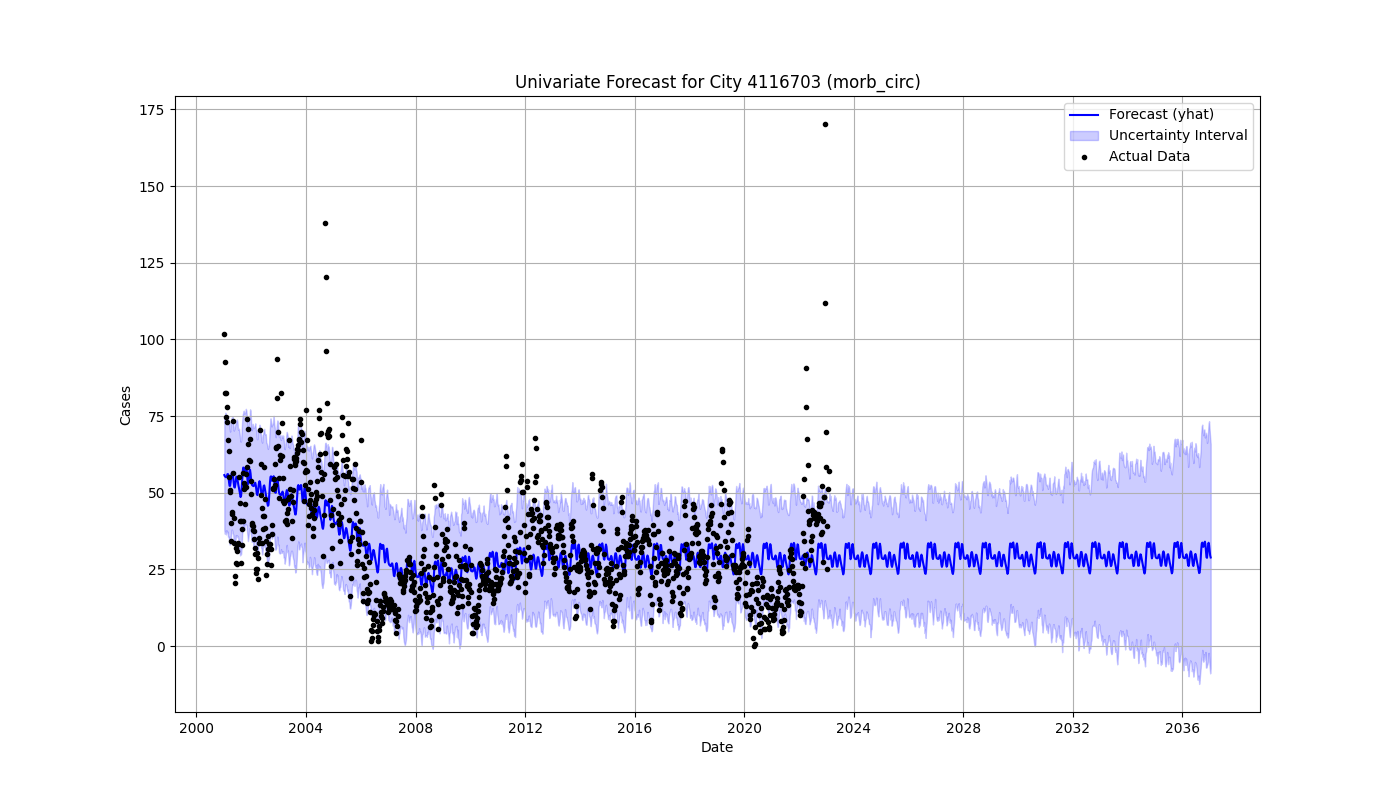 Univariate Forecast for City 4116703 (morb_circ)
175
150
125
100
75
50
25
0
Cases
Forecast (yhat)
Uncertainty Interval
Actual Data
2000 2004 2008 2012 2016 2020 2024 2028 2032 2036
Date